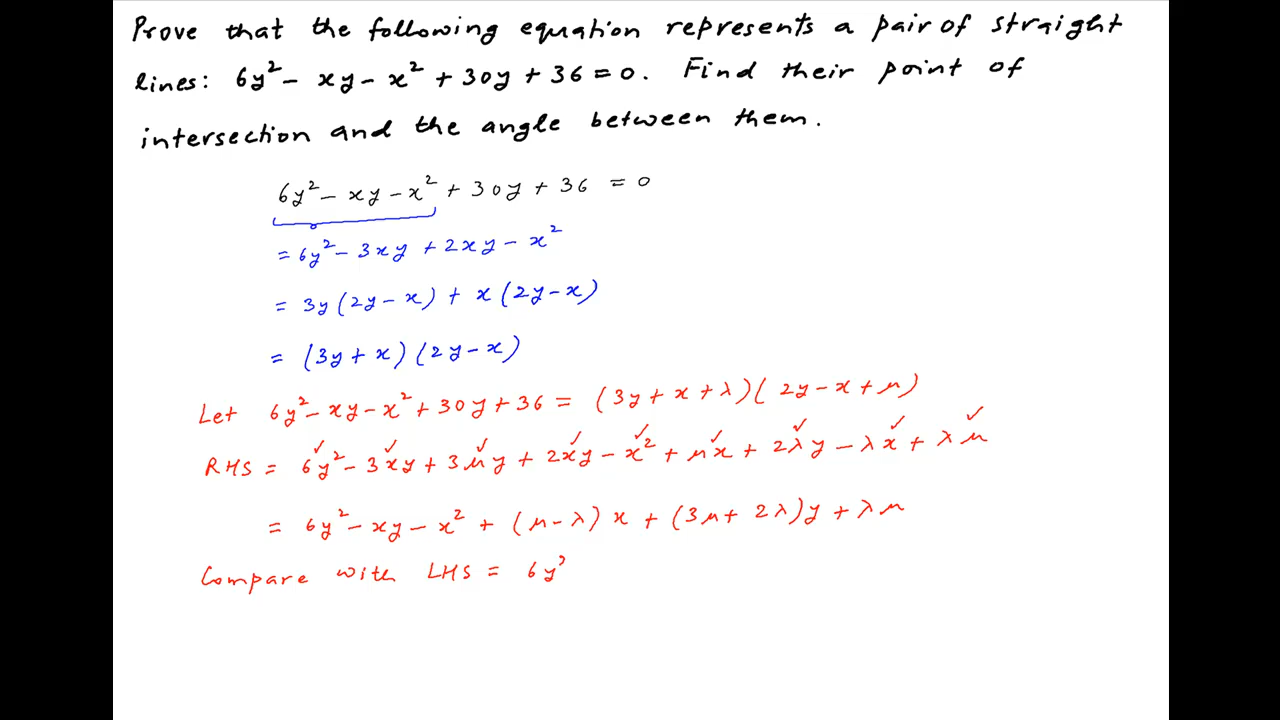 Prove that the following equation represents a pair of straight
lines: 6y² - xy - x² + 30y + 36 = 0. Find their point of
intersection and the angle between them.
6y² - xy - x² + 30y + 36 = 0
= 6y² - 3xy + 2xy - x²
= 3y(2y - x) + x(2y - x)
= (3y + x)(2y - x)
Let 6y² - xy - x² + 30y + 36 = (3y + x + λ)(2y - x + μ)
RHS = 6y² - 3xy + 3μy + 2xy - x² + μx + 2λy - λx + λμ
= 6y² - xy - x² + (μ - λ)x + (3μ + 2λ)y + λμ
Compare with LHS = 6y²